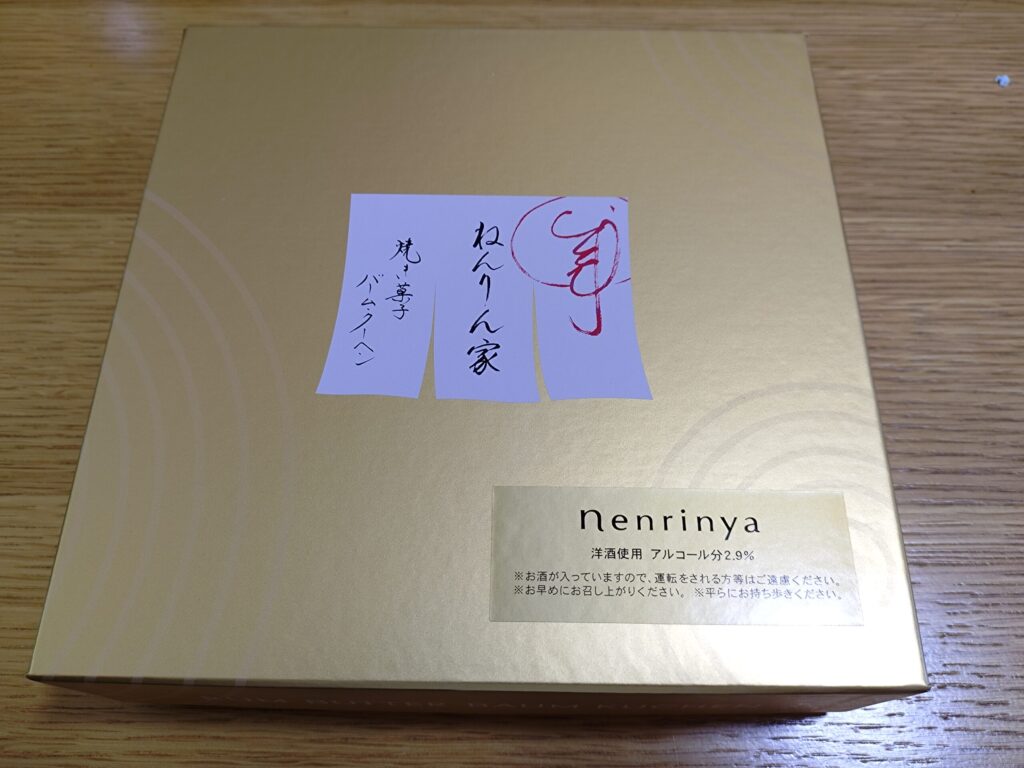 ねんりん家
焼き菓子
バームクーヘン
nenrinya
洋酒使用 アルコール分2.9%
※お酒が入っていますので、運転をされる方等はご遠慮ください。
※お早めにお召し上がりください。 ※平らにお持ち歩きください。
BUTTER BAUM